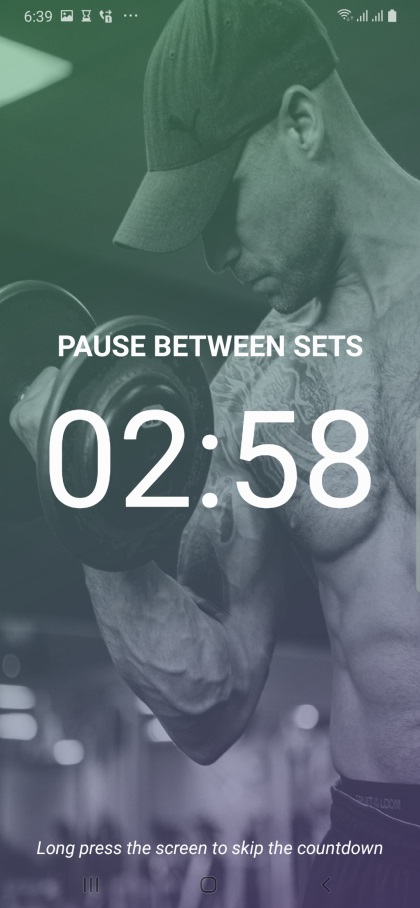 6:39
PAUSE BETWEEN SETS
02:58
Long press the screen to skip the countdown